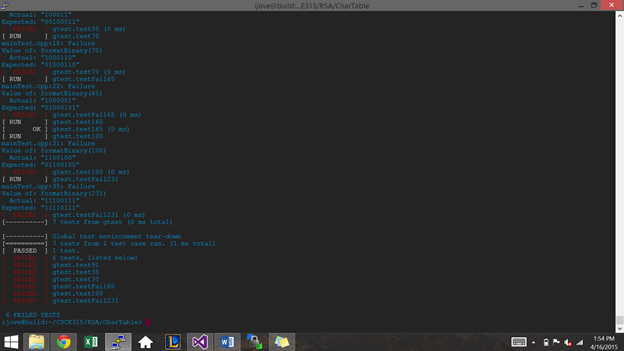 ijove@build:...E315/RSA/CharTable
Actual: "100011"
Expected: "00100011"
[ FAILED ] gtest.test35 (0 ms)
[ RUN ] gtest.test70
mainTest.cpp:19: Failure
Value of: formatBinary(70)
Actual: "1000110"
Expected: "01000110"
[ FAILED ] gtest.test70 (0 ms)
[ RUN ] gtest.testFail65
mainTest.cpp:22: Failure
Value of: formatBinary(65)
Actual: "1000001"
Expected: "01000101"
[ FAILED ] gtest.testFail65 (0 ms)
[ RUN ] gtest.test165
[ OK ] gtest.test165 (0 ms)
[ RUN ] gtest.test100
mainTest.cpp:31: Failure
Value of: formatBinary(100)
Actual: "1100100"
Expected: "01100100"
[ FAILED ] gtest.test100 (0 ms)
[ RUN ] gtest.testFail231
mainTest.cpp:35: Failure
Value of: formatBinary(231)
Actual: "11100111"
Expected: "11110111"
[ FAILED ] gtest.testFail231 (0 ms)
[----------] 7 tests from gtest (0 ms total)
[----------] Global test environment tear-down
[==========] 7 tests from 1 test case ran. (1 ms total)
[ PASSED ] 1 test.
[ FAILED ] 6 tests, listed below:
[ FAILED ] gtest.test91
[ FAILED ] gtest.test35
[ FAILED ] gtest.test70
[ FAILED ] gtest.testFail65
[ FAILED ] gtest.test100
[ FAILED ] gtest.testFail231
6 FAILED TESTS
ijove@build:~/CSCE315/RSA/CharTable>
1:54 PM
4/16/2015